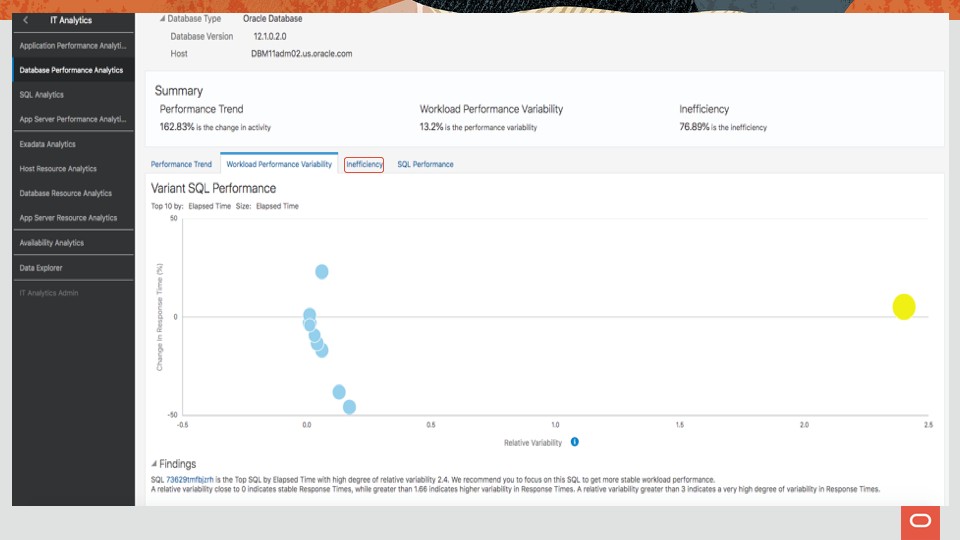 IT Analytics
Application Performance Analyti...
Database Performance Analytics
SQL Analytics
App Server Performance Analyti...
Exadata Analytics
Host Resource Analytics
Database Resource Analytics
App Server Resource Analytics
Availability Analytics
Data Explorer
IT Analytics Admin
Database Type Oracle Database
Database Version 12.1.0.2.0
Host DBM11adm02.us.oracle.com
Summary
Performance Trend Workload Performance Variability Inefficiency
162.83% is the change in activity 13.2% is the performance variability 76.89% is the inefficiency
Performance Trend Workload Performance Variability Inefficiency SQL Performance
Variant SQL Performance
Top 10 by: Elapsed Time Size: Elapsed Time
Change In Response Time (%)
50
0
-50
-0.5 0.0 0.5 1.0 1.5 2.0 2.5
Relative Variability
Findings
SQL 73629tmfbjzrh is the Top SQL by Elapsed Time with high degree of relative variability 2.4. We recommend you to focus on this SQL to get more stable workload performance.
A relative variability close to 0 indicates stable Response Times, while greater than 1.66 indicates higher variability in Response Times. A relative variability greater than 3 indicates a very high degree of variability in Response Times.